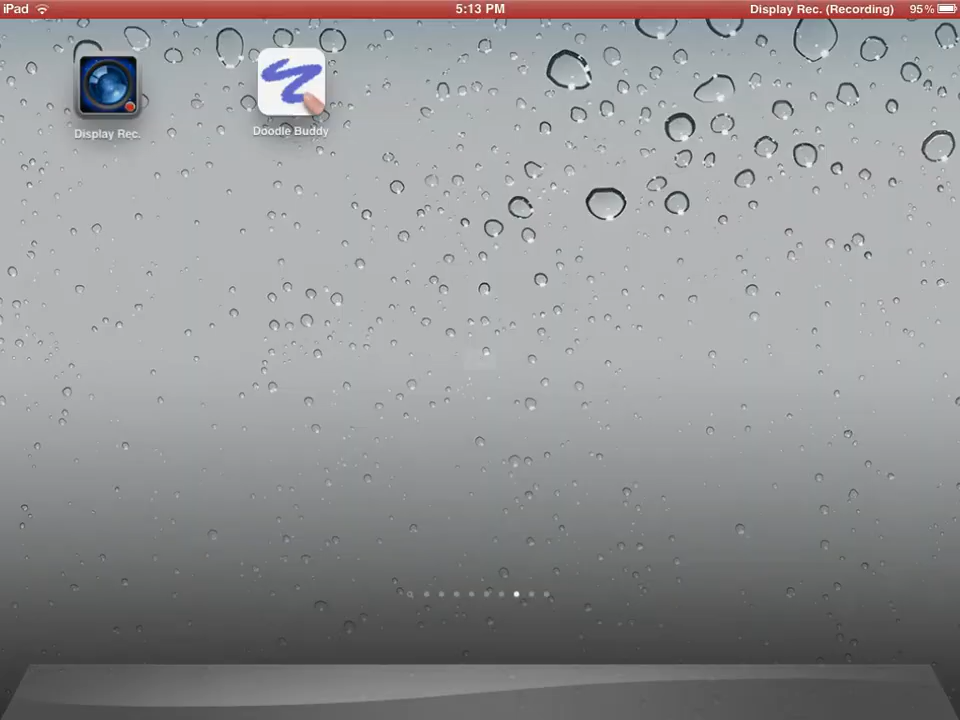 iPad 5:13 PM Display Rec. (Recording) 95%
Display Rec. Doodle Buddy